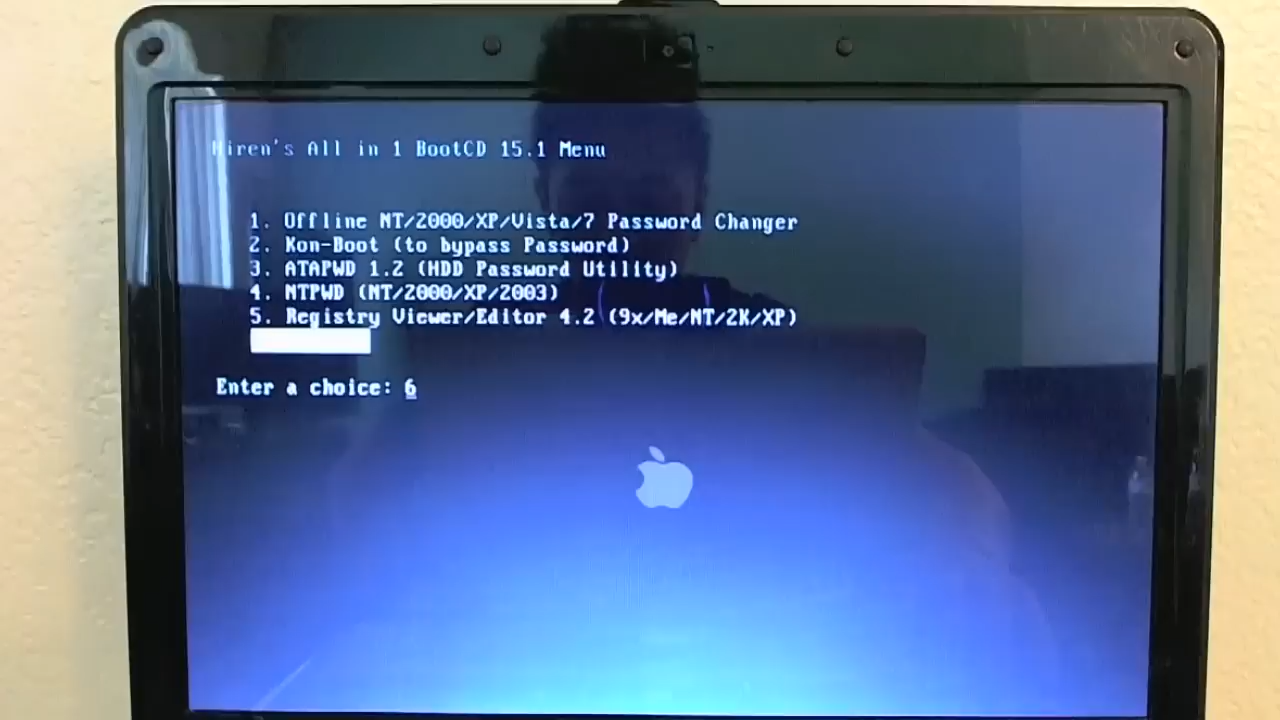 Hiren's All in 1 BootCD 15.1 Menu
1. Offline NT/2000/XP/Vista/7 Password Changer
2. Kon-Boot (to bypass Password)
3. ATAPWD 1.2 (HDD Password Utility)
4. NTPWD (NT/2000/XP/2003)
5. Registry Viewer/Editor 4.2 (9x/Me/NT/2K/XP)
Enter a choice: 6